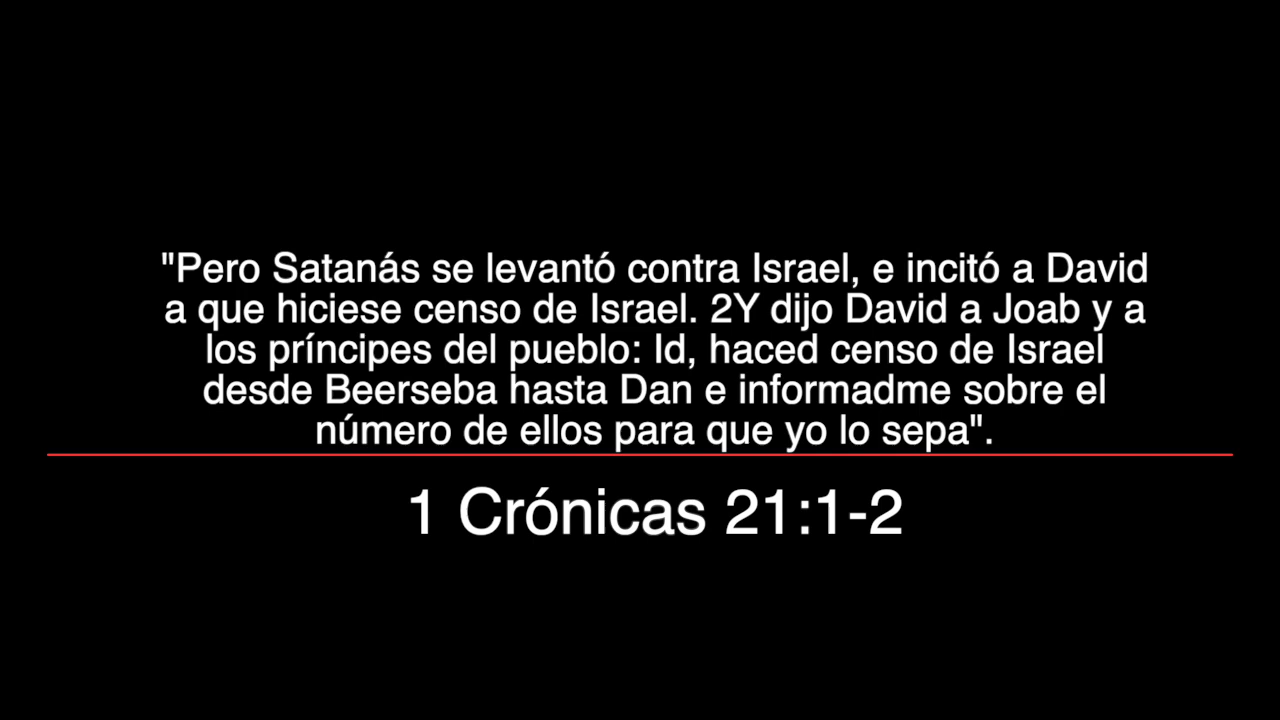 "Pero Satanás se levantó contra Israel, e incitó a David
a que hiciese censo de Israel. 2Y dijo David a Joab y a
los príncipes del pueblo: Id, haced censo de Israel
desde Beerseba hasta Dan e informadme sobre el
número de ellos para que yo lo sepa".
1 Crónicas 21:1-2